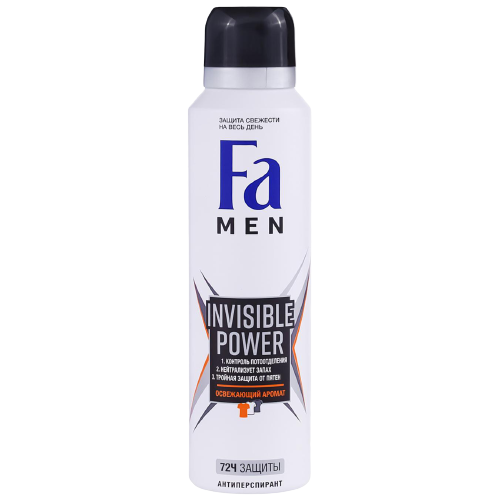 ЗАЩИТА СВЕЖЕСТИ
НА ВЕСЬ ДЕНЬ
Fa
MEN
INVISIBLE
POWER
1. КОНТРОЛЬ ПОТООТДЕЛЕНИЯ
2. НЕЙТРАЛИЗУЕТ ЗАПАХ
3. ТРОЙНАЯ ЗАЩИТА ОТ ПЯТЕН
ОСВЕЖАЮЩИЙ АРОМАТ
72Ч ЗАЩИТЫ
АНТИПЕРСПИРАНТ